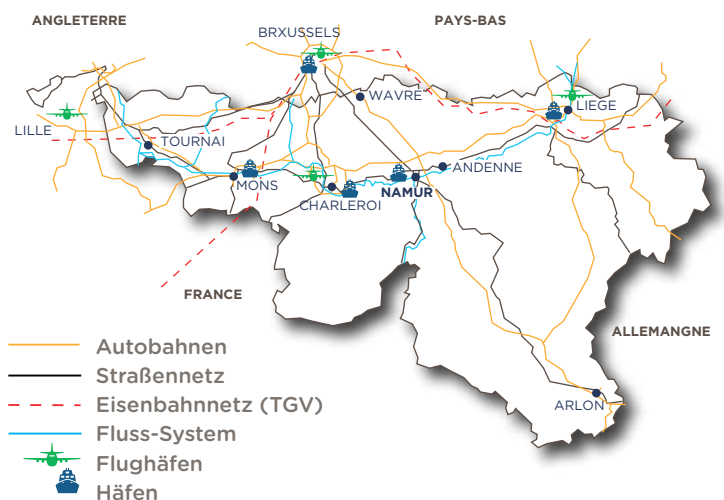 ANGLETERRE
PAYS-BAS
BRXUSSELS
WAVRE
LIEGE
LILLE
TOURNAI
ANDENNE
MONS
NAMUR
CHARLEROI
FRANCE
ALLEMANGNE
ARLON
Autobahnen
Straßennetz
Eisenbahnnetz (TGV)
Fluss-System
Flughäfen
Häfen